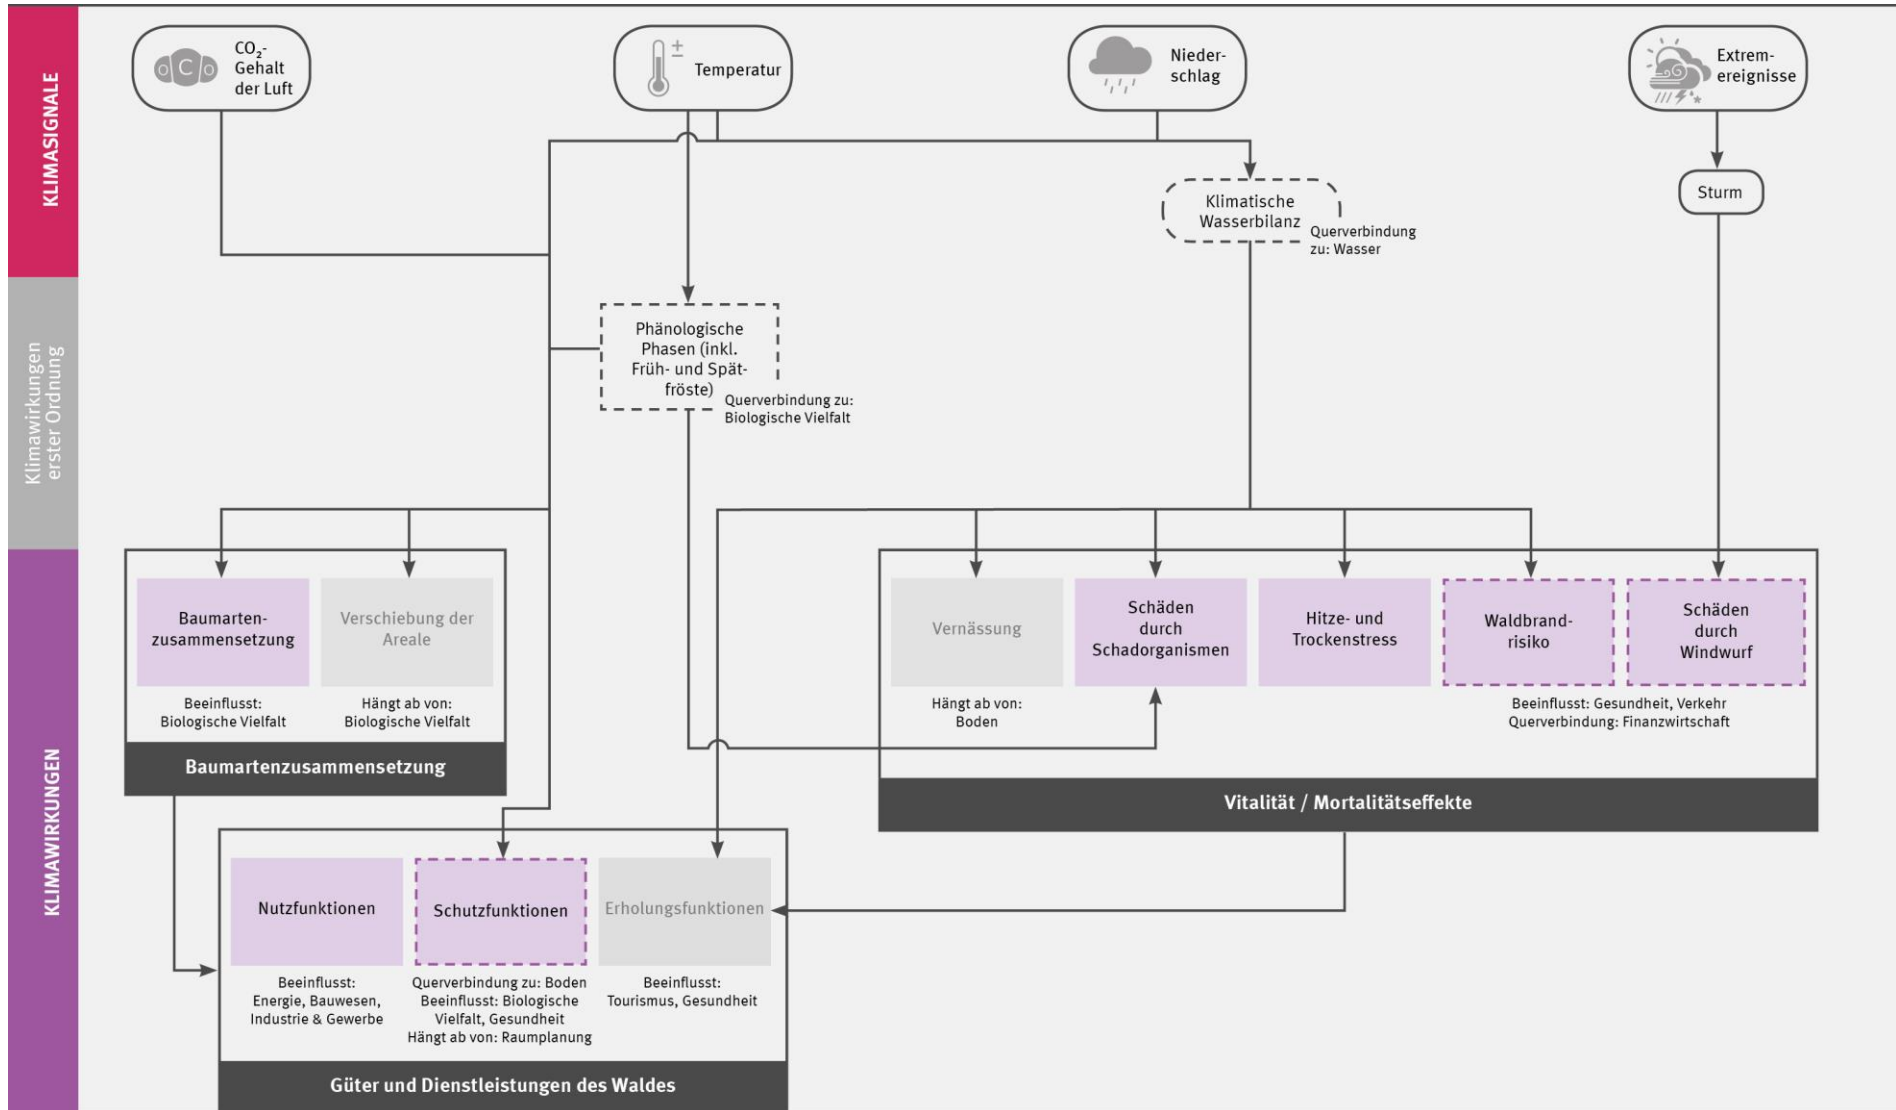 KLIMASIGNALE
CO₂-
Gehalt
der Luft
O C O
Temperatur
Nieder-
schlag
Extrem-
ereignisse
Klimatische
Wasserbilanz
Querverbindung
zu: Wasser
Sturm
Klimawirkungen
erster Ordnung
Phänologische
Phasen (inkl.
Früh- und Spät-
fröste)
Querverbindung zu:
Biologische Vielfalt
KLIMAWIRKUNGEN
Baumarten-
zusammensetzung
Beeinflusst:
Biologische Vielfalt
Verschiebung der
Areale
Hängt ab von:
Biologische Vielfalt
Baumartenzusammensetzung
Vernässung
Hängt ab von:
Boden
Schäden
durch
Schadorganismen
Hitze- und
Trockenstress
Waldbrand-
risiko
Schäden
durch
Windwurf
Beeinflusst: Gesundheit, Verkehr
Querverbindung: Finanzwirtschaft
Vitalität / Mortalitätseffekte
Nutzfunktionen
Beeinflusst:
Energie, Bauwesen,
Industrie & Gewerbe
Schutzfunktionen
Querverbindung zu: Boden
Beeinflusst: Biologische
Vielfalt, Gesundheit
Hängt ab von: Raumplanung
Erholungsfunktionen
Beeinflusst:
Tourismus, Gesundheit
Güter und Dienstleistungen des Waldes